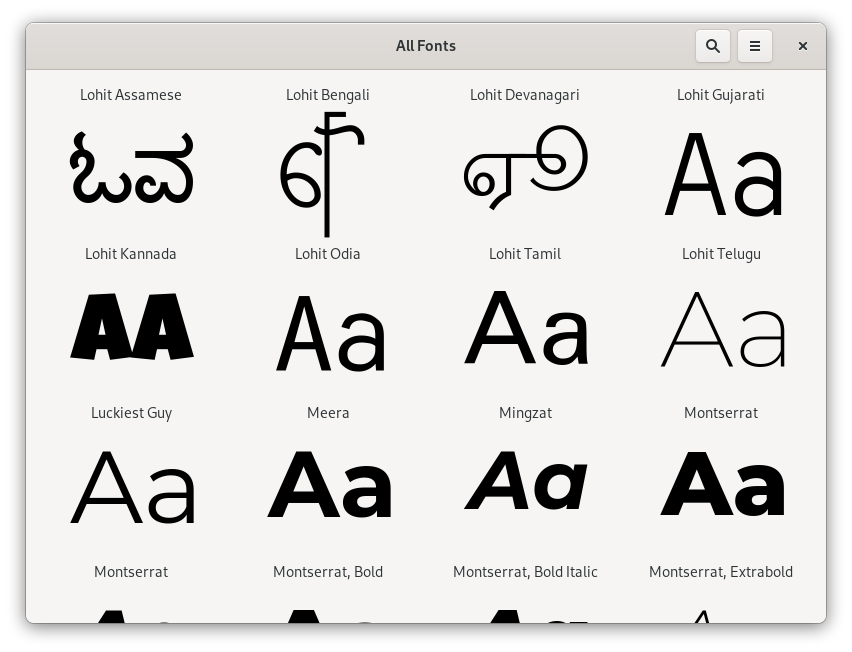 All Fonts
Lohit Assamese Lohit Bengali Lohit Devanagari Lohit Gujarati
ಓವ Aa
Lohit Kannada Lohit Odia Lohit Tamil Lohit Telugu
AA Aa Aa Aa
Luckiest Guy Meera Mingzat Montserrat
Aa Aa Aa Aa
Montserrat Montserrat, Bold Montserrat, Bold Italic Montserrat, Extrabold